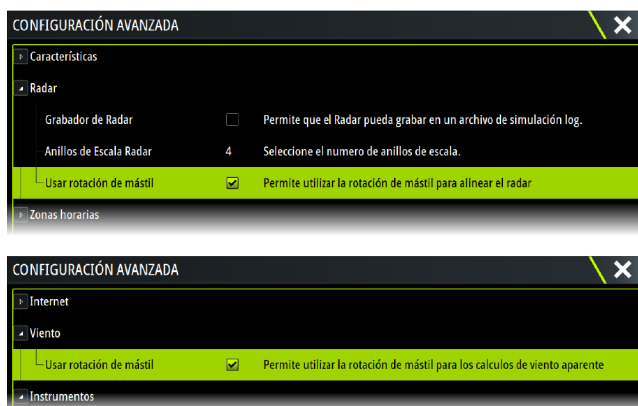 CONFIGURACIÓN AVANZADA
Características
Radar
Grabador de Radar Permite que el Radar pueda grabar en un archivo de simulación log.
Anillos de Escala Radar 4 Seleccione el numero de anillos de escala.
Usar rotación de mástil Permite utilizar la rotación de mástil para alinear el radar
Zonas horarias
CONFIGURACIÓN AVANZADA
Internet
Viento
Usar rotación de mástil Permite utilizar la rotación de mástil para los calculos de viento aparente
Instrumentos